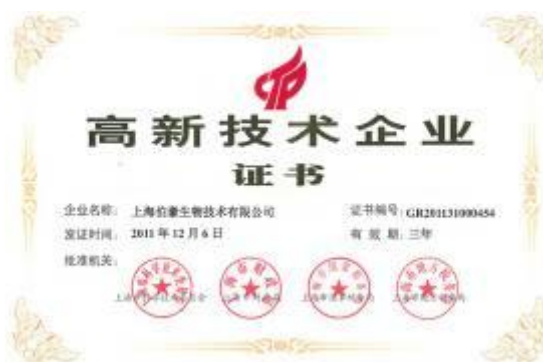 高新技术企业
证书
企业名称: 上海伯豪生物技术有限公司 证书编号: GR201131000454
发证时间: 2011年12月6日 有 效 期: 三年
批准机关: